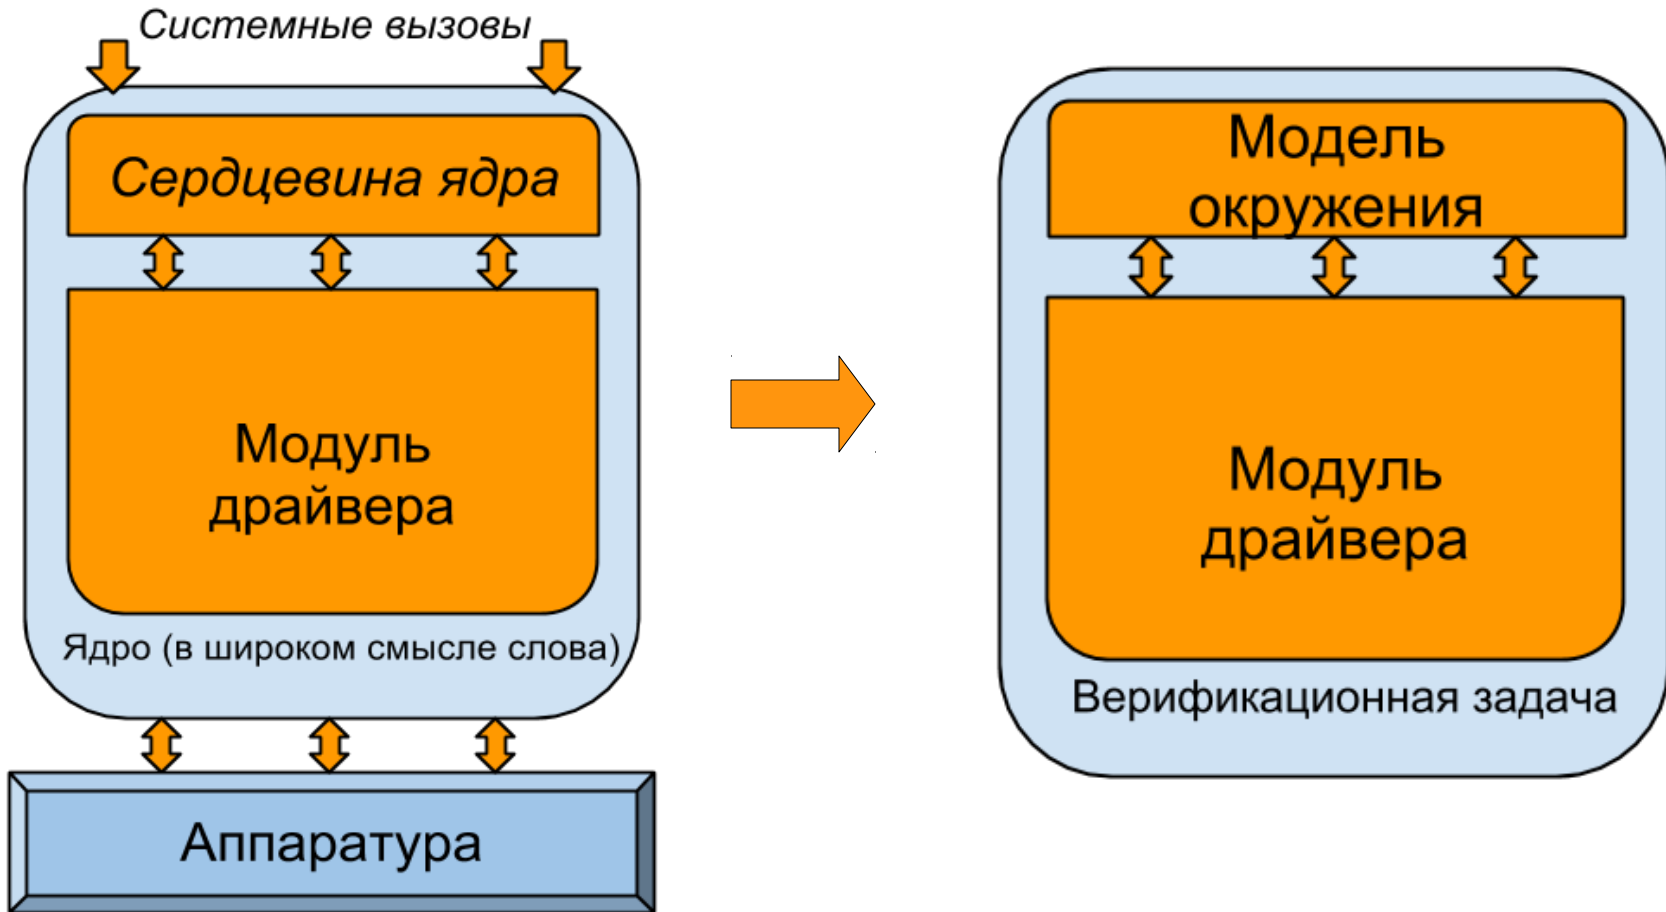 Системные вызовы
Сердцевина ядра
Модуль
драйвера
Ядро (в широком смысле слова)
Аппаратура
Модель
окружения
Модуль
драйвера
Верификационная задача